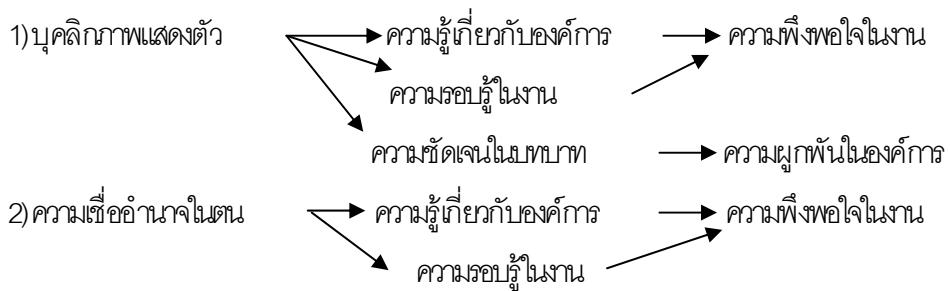 1) บุคลิกภาพแสดงตัว ความรู้เกี่ยวกับองค์การ ความพึงพอใจในงาน
ความรอบรู้ในงาน
ความชัดเจนในบทบาท ความผูกพันในองค์การ
2) ความเชื่ออำนาจในตน ความรู้เกี่ยวกับองค์การ ความพึงพอใจในงาน
ความรอบรู้ในงาน